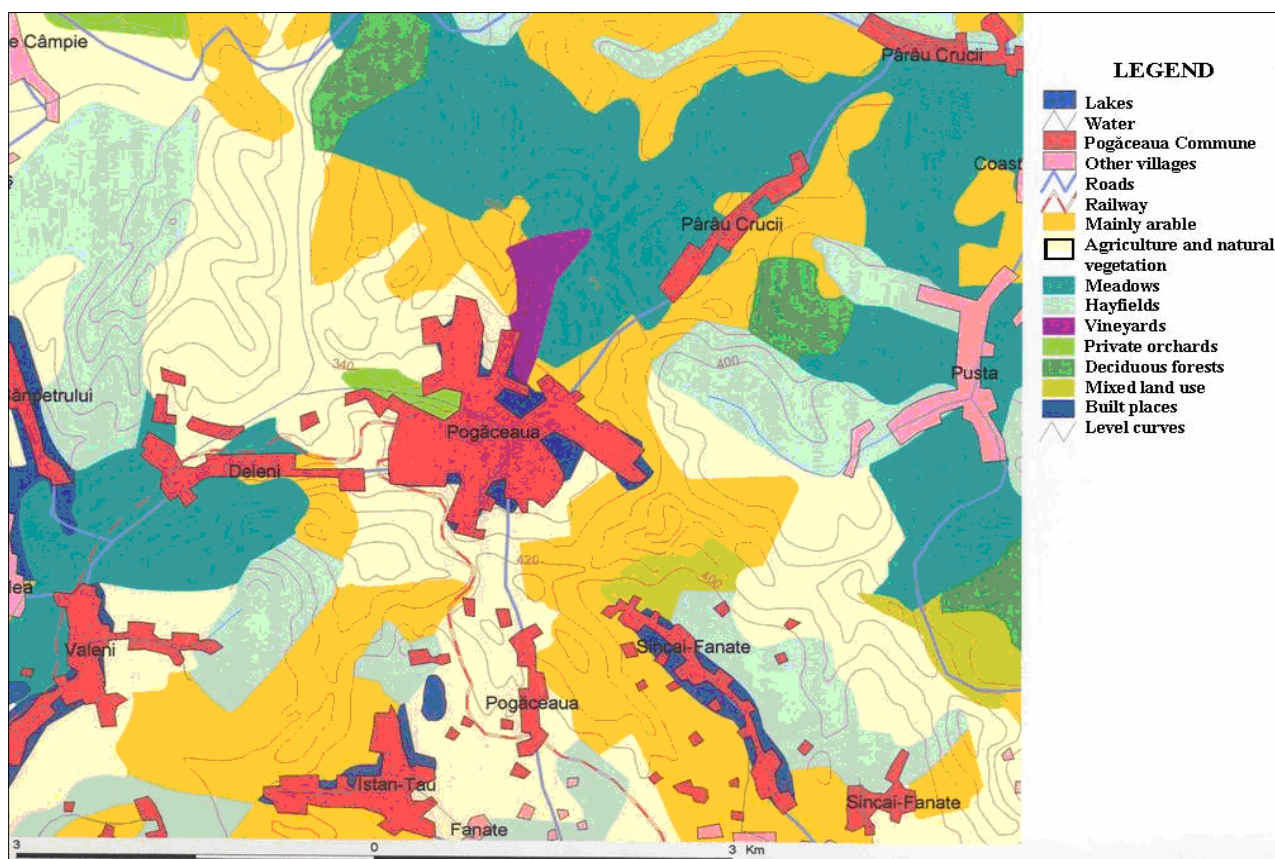 e Câmpie
Pârâu Crucii
Coast
Pârâu Crucii
340
400
Pusta
Sânpetrului
Pogăceaua
Deleni
420
400
lea
Valeni
Sincai-Fanate
Pogăceaua
Istan-Tau
Sincai-Fanate
Fanate
3 0 3 Km
LEGEND
Lakes
Water
Pogăceaua Commune
Other villages
Roads
Railway
Mainly arable
Agriculture and natural
vegetation
Meadows
Hayfields
Vineyards
Private orchards
Deciduous forests
Mixed land use
Built places
Level curves